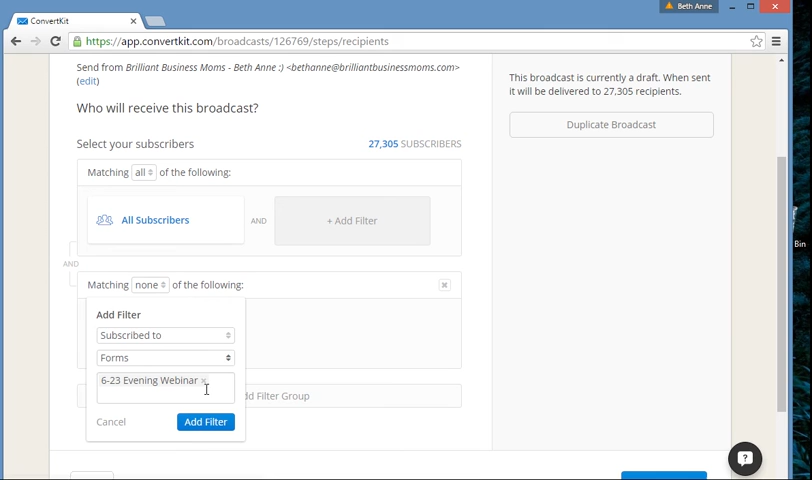 Beth Anne
ConvertKit
https://app.convertkit.com/broadcasts/126769/steps/recipients
Send from Brilliant Business Moms - Beth Anne :) <bethanne@brilliantbusinessmoms.com>
(edit)
Who will receive this broadcast?
Select your subscribers
27,305 SUBSCRIBERS
Matching all of the following:
All Subscribers
AND
+ Add Filter
AND
Matching none of the following:
Add Filter
Subscribed to
Forms
6-23 Evening Webinar ×
Cancel
Add Filter
dd Filter Group
This broadcast is currently a draft. When sent
it will be delivered to 27,305 recipients.
Duplicate Broadcast
Bin
?